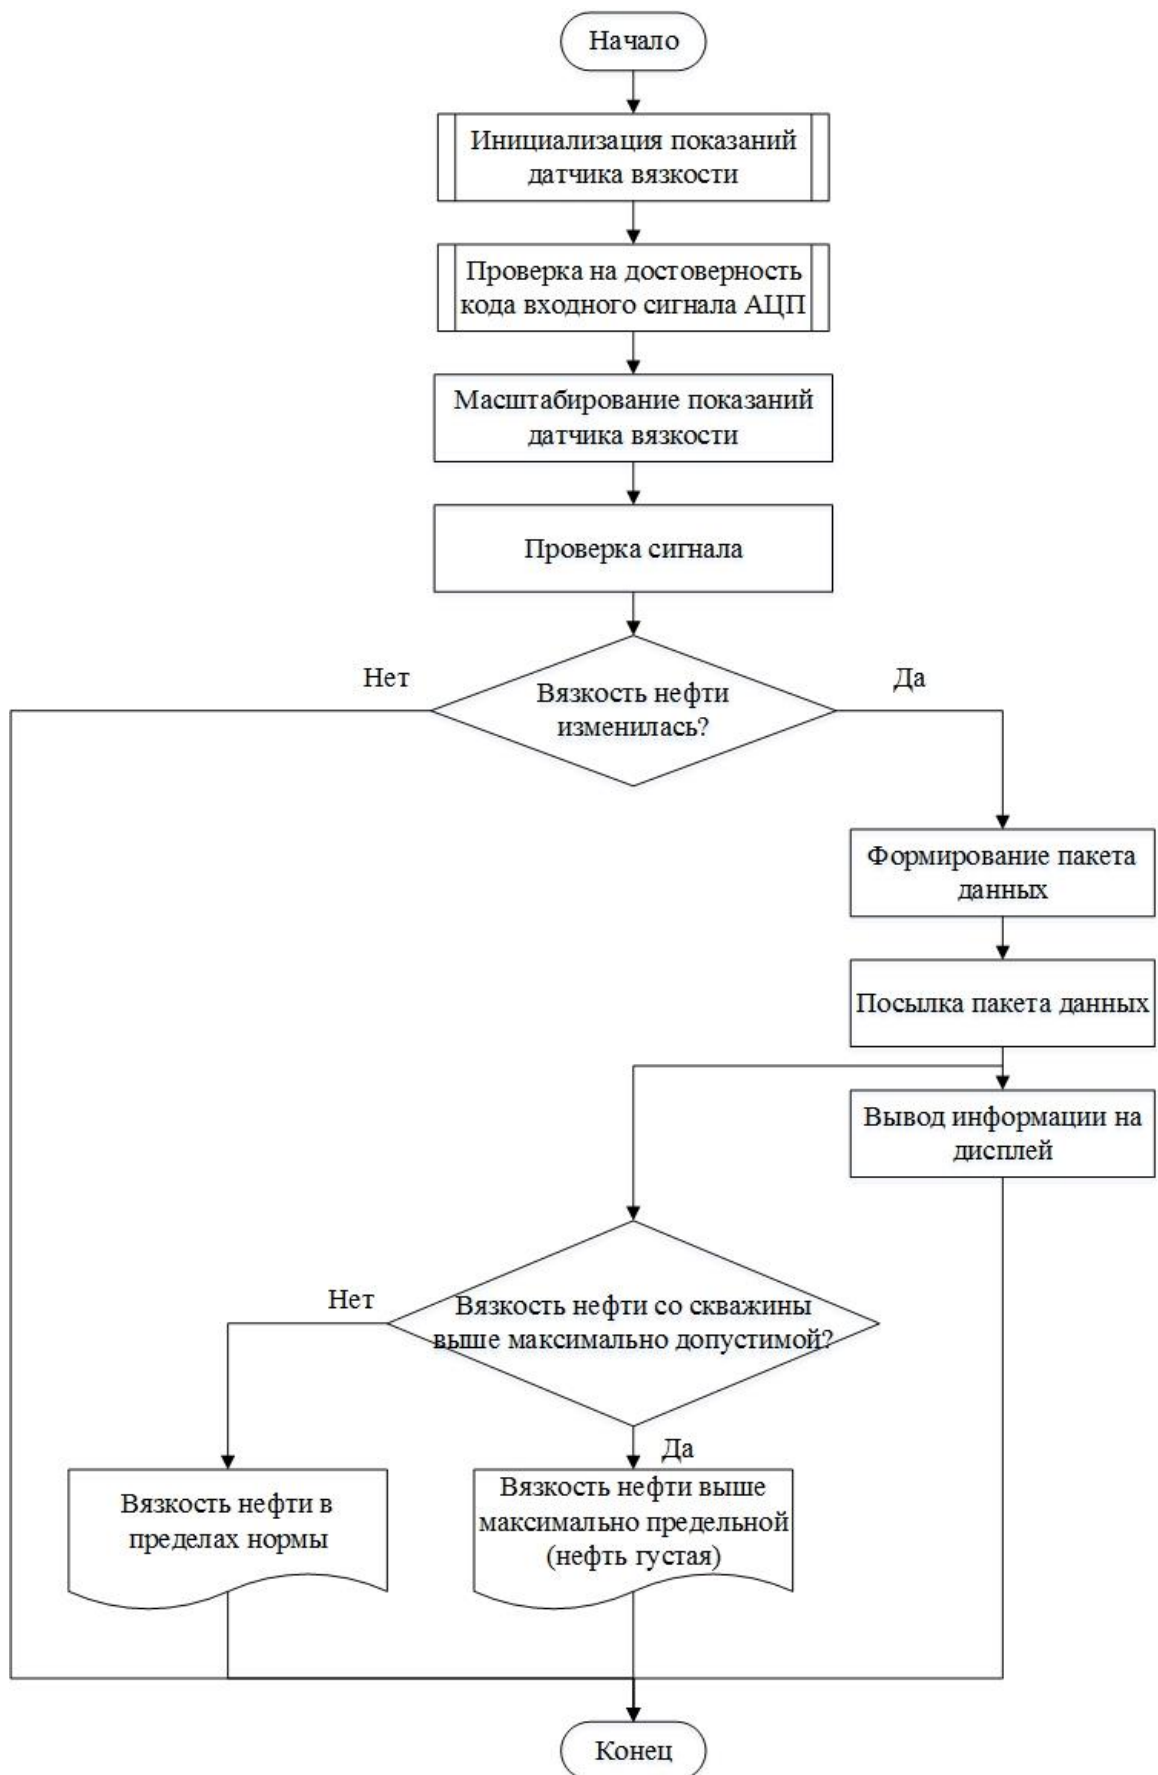 Начало
Инициализация показаний
датчика вязкости
Проверка на достоверность
кода входного сигнала АЦП
Масштабирование показаний
датчика вязкости
Проверка сигнала
Нет
Да
Вязкость нефти
изменилась?
Формирование пакета
данных
Посылка пакета данных
Вывод информации на
дисплей
Нет
Вязкость нефти со скважины
выше максимально допустимой?
Да
Вязкость нефти в
пределах нормы
Вязкость нефти выше
максимально предельной
(нефть густая)
Конец